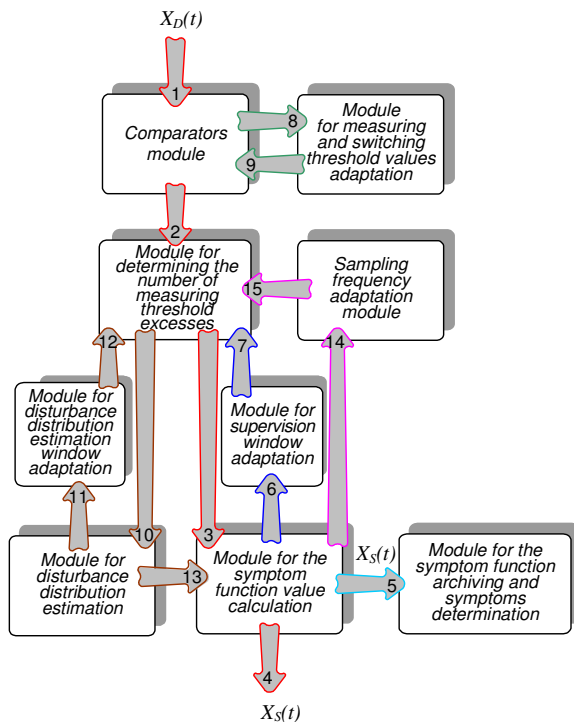 X_D(t)
1
Comparators
module
8
9
Module
for measuring
and switching
threshold values
adaptation
2
Module for
determining the
number of
measuring
threshold
excesses
15
Sampling
frequency
adaptation
module
12
7
14
Module for
disturbance
distribution
estimation
window
adaptation
Module for
supervision
window
adaptation
11
6
10
3
Module for
disturbance
distribution
estimation
13
Module for the
symptom
function value
calculation
X_S(t)
5
Module for the
symptom function
archiving and
symptoms
determination
4
X_S(t)